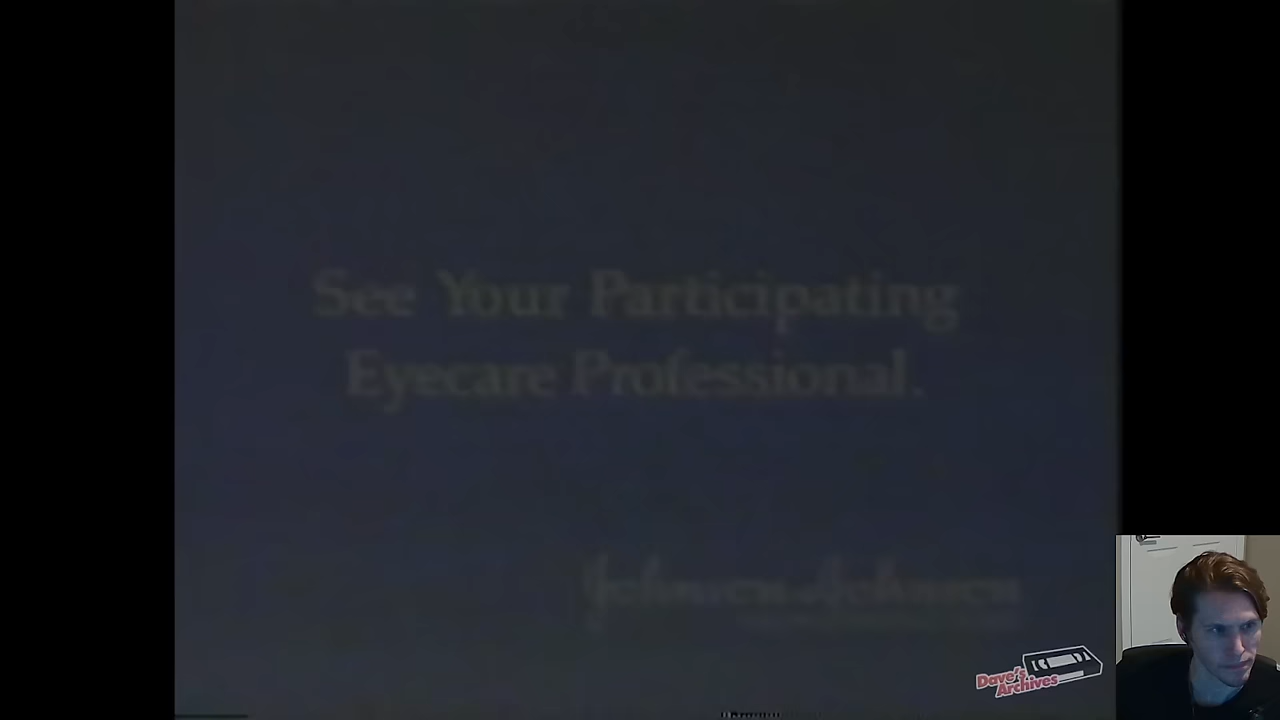 See Your Participating
Eyecare Professional.
Johnson & Johnson
Dave's
Archives